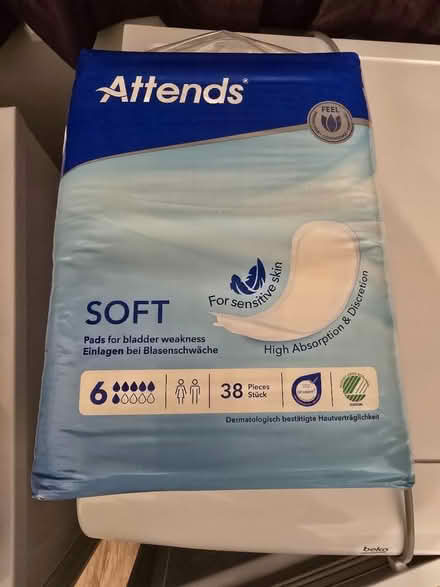 Attends®
FEEL
For sensitive skin
High Absorption & Discretion
SOFT
Pads for bladder weakness
Einlagen bei Blasenschwäche
6
38 Pieces
Stück
Dermatologisch bestätigte Hautverträglichkeit
beko